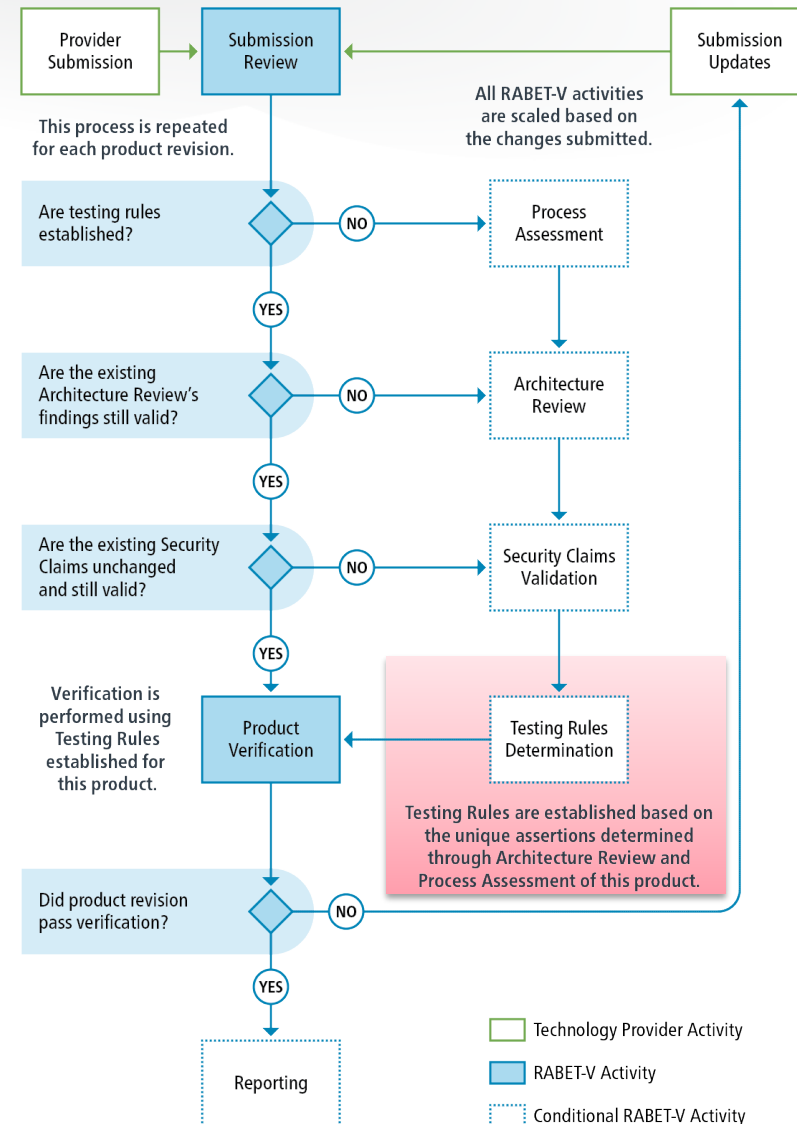 Provider
Submission
Submission
Review
Submission
Updates
This process is repeated
for each product revision.
All RABET-V activities
are scaled based on
the changes submitted.
Are testing rules
established?
NO
Process
Assessment
YES
Are the existing
Architecture Review’s
findings still valid?
NO
Architecture
Review
YES
Are the existing Security
Claims unchanged
and still valid?
NO
Security Claims
Validation
YES
Verification is
performed using
Testing Rules
established for
this product.
Product
Verification
Testing Rules
Determination
Testing Rules are established based on
the unique assertions determined
through Architecture Review and
Process Assessment of this product.
Did product revision
pass verification?
NO
YES
Reporting
Technology Provider Activity
RABET-V Activity
Conditional RABET-V Activity